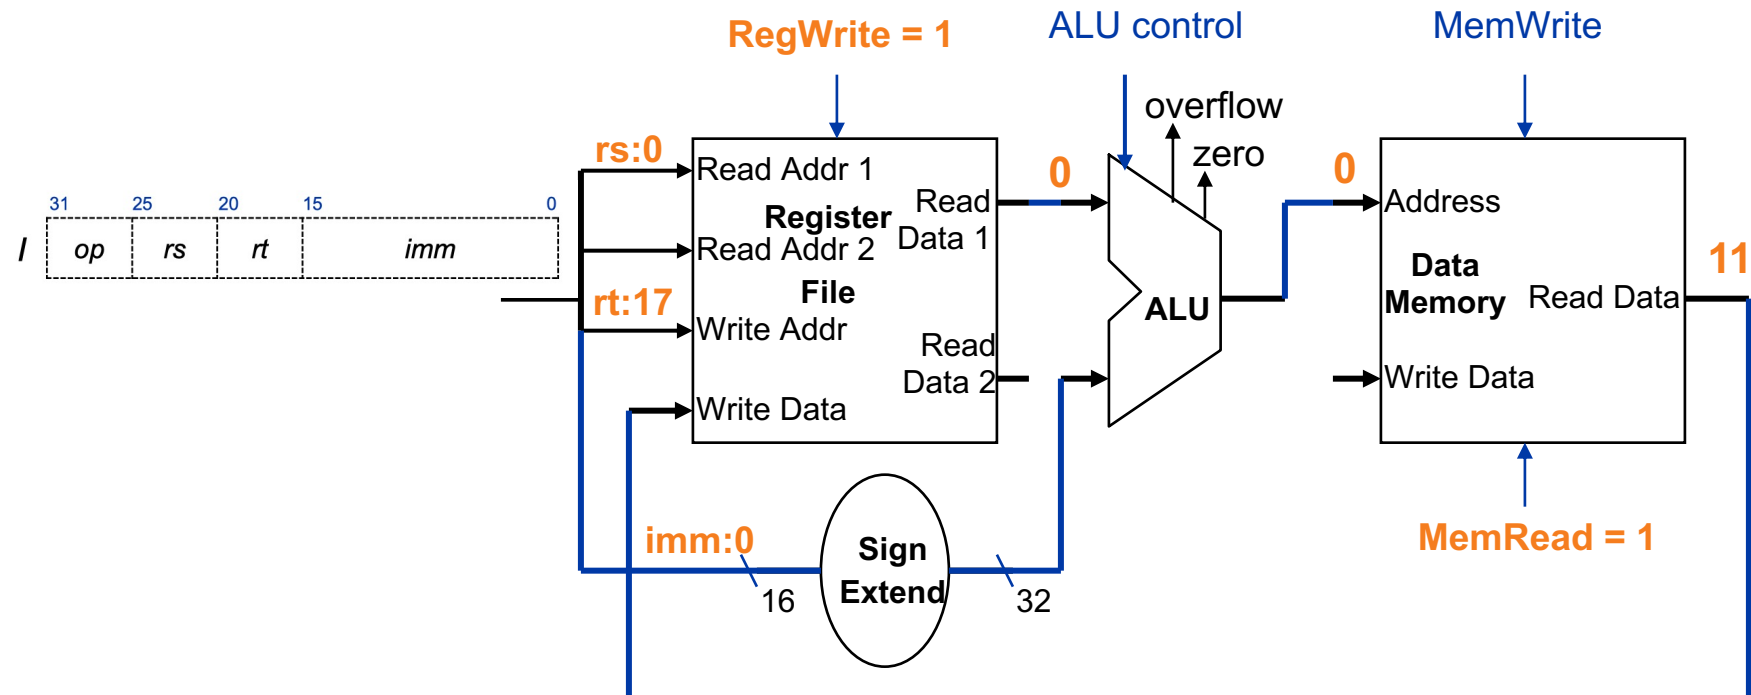 RegWrite = 1
ALU control
MemWrite
overflow
zero
rs:0
Read Addr 1
Register
Read Addr 2
File
rt:17
Write Addr
Write Data
Read
Data 1
Read
Data 2
0
ALU
0
Address
Data
Memory
Read Data
Write Data
11
31 25 20 15 0
I op rs rt imm
imm:0
16
Sign
Extend
32
MemRead = 1